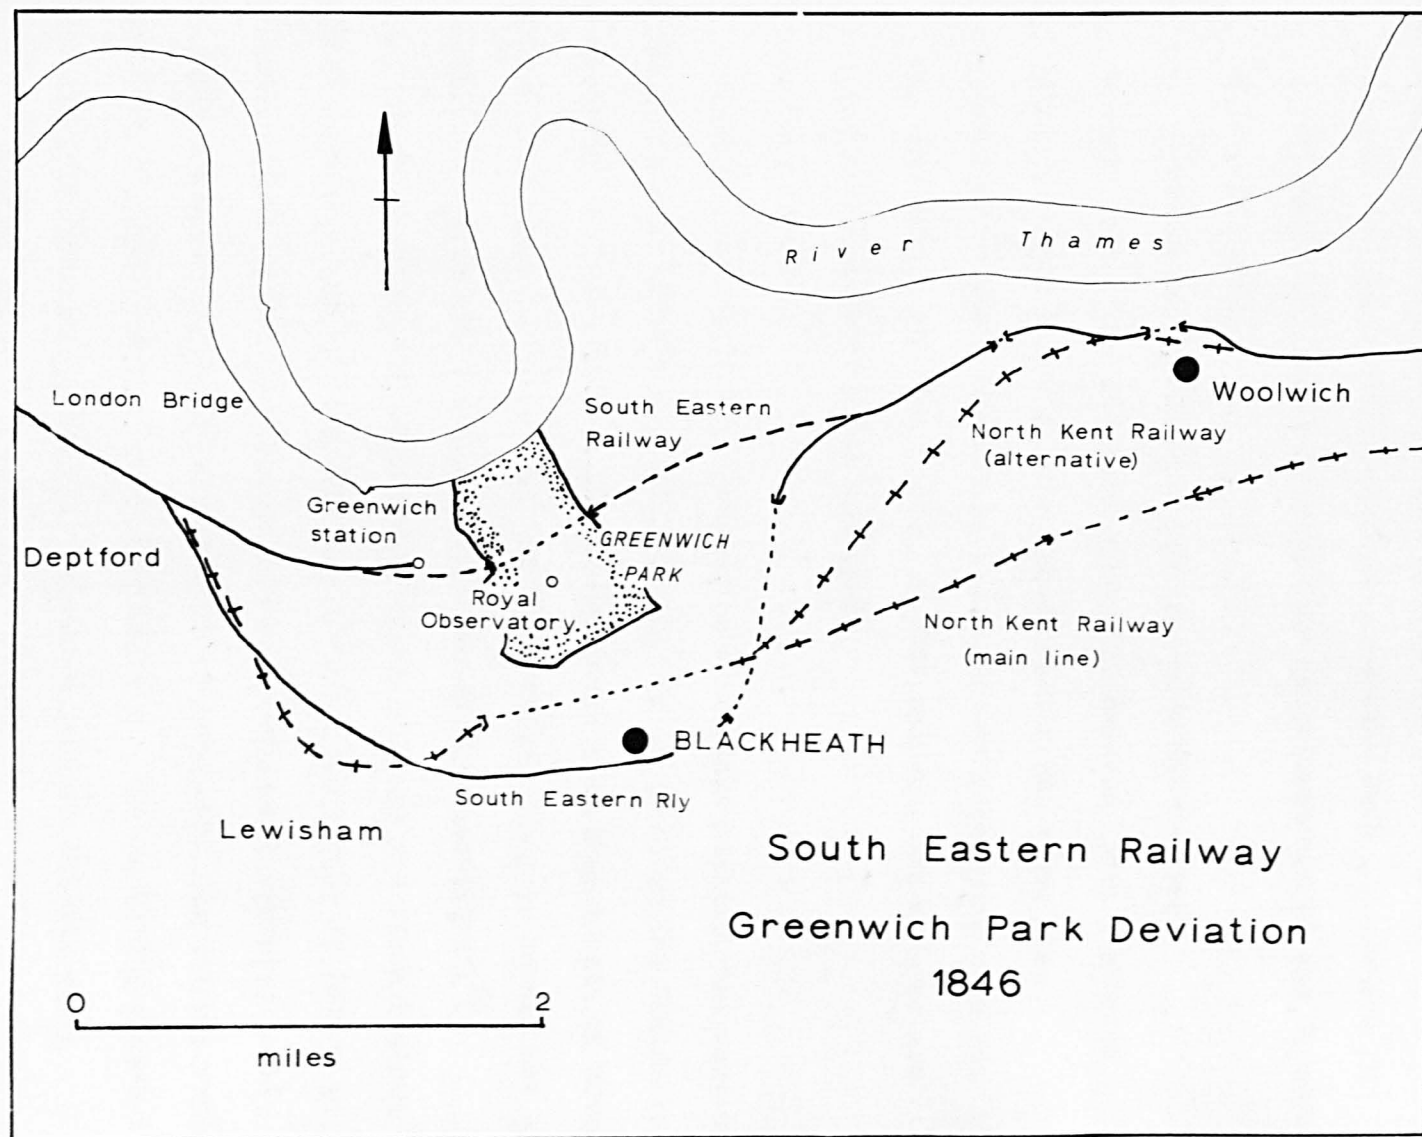 River Thames
London Bridge
South Eastern
Railway
Woolwich
North Kent Railway
(alternative)
Greenwich
station
Deptford
GREENWICH
PARK
Royal
Observatory
North Kent Railway
(main line)
BLACKHEATH
South Eastern Rly
Lewisham
South Eastern Railway
Greenwich Park Deviation
1846
0 2
miles